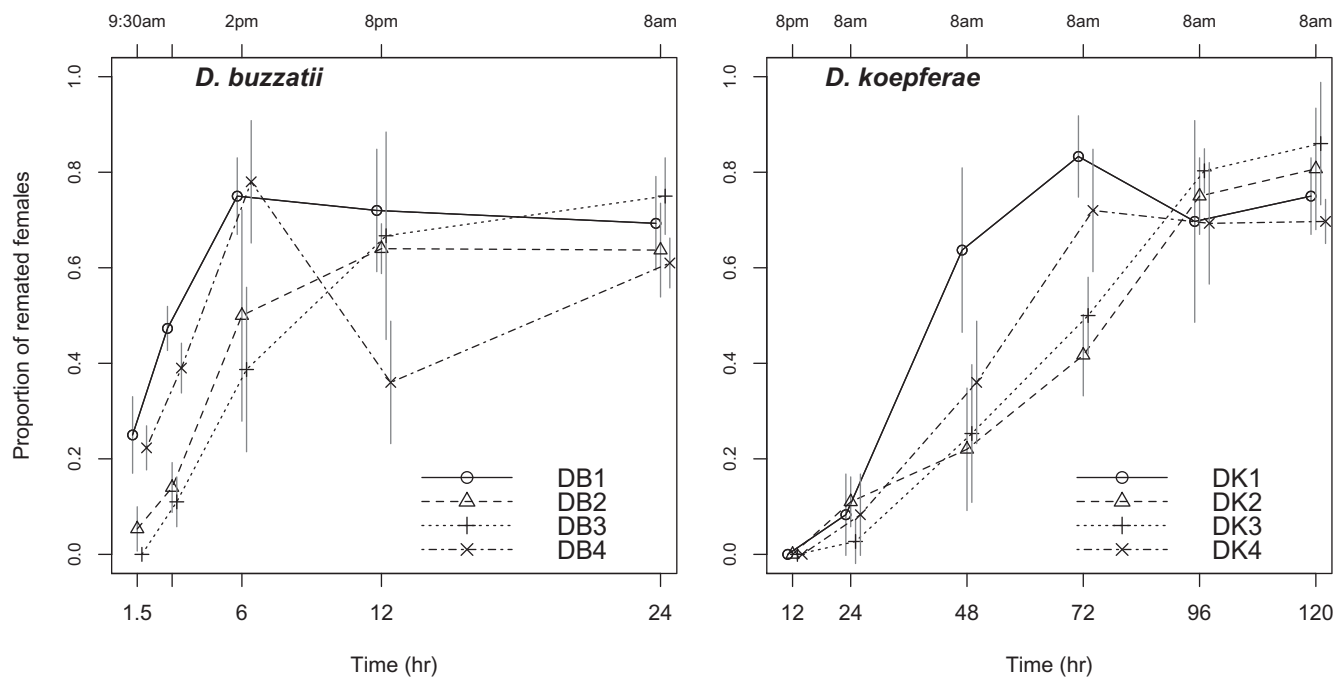 9:30am 2pm 8pm 8am
8pm 8am 8am 8am 8am 8am
D. buzzatii
D. koepferae
Proportion of remated females
1.0
0.8
0.6
0.4
0.2
0.0
1.0
0.8
0.6
0.4
0.2
0.0
DB1
DB2
DB3
DB4
DK1
DK2
DK3
DK4
1.5 6 12 24
12 24 48 72 96 120
Time (hr)
Time (hr)